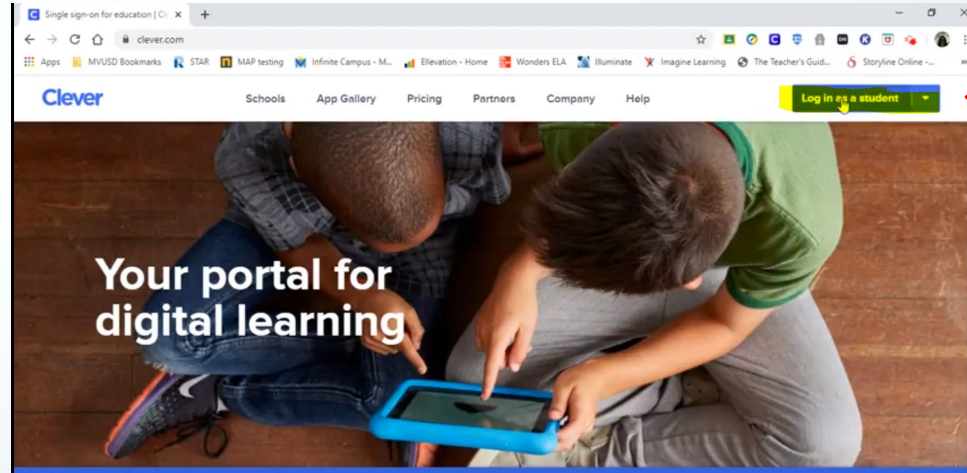 Single sign-on for education | Cl
clever.com
Apps MVUSD Bookmarks STAR MAP testing Infinite Campus - M... Ellevation - Home Wonders ELA Illuminate Imagine Learning The Teacher's Guid... Storyline Online -...
Clever Schools App Gallery Pricing Partners Company Help Log in as a student
Your portal for
digital learning